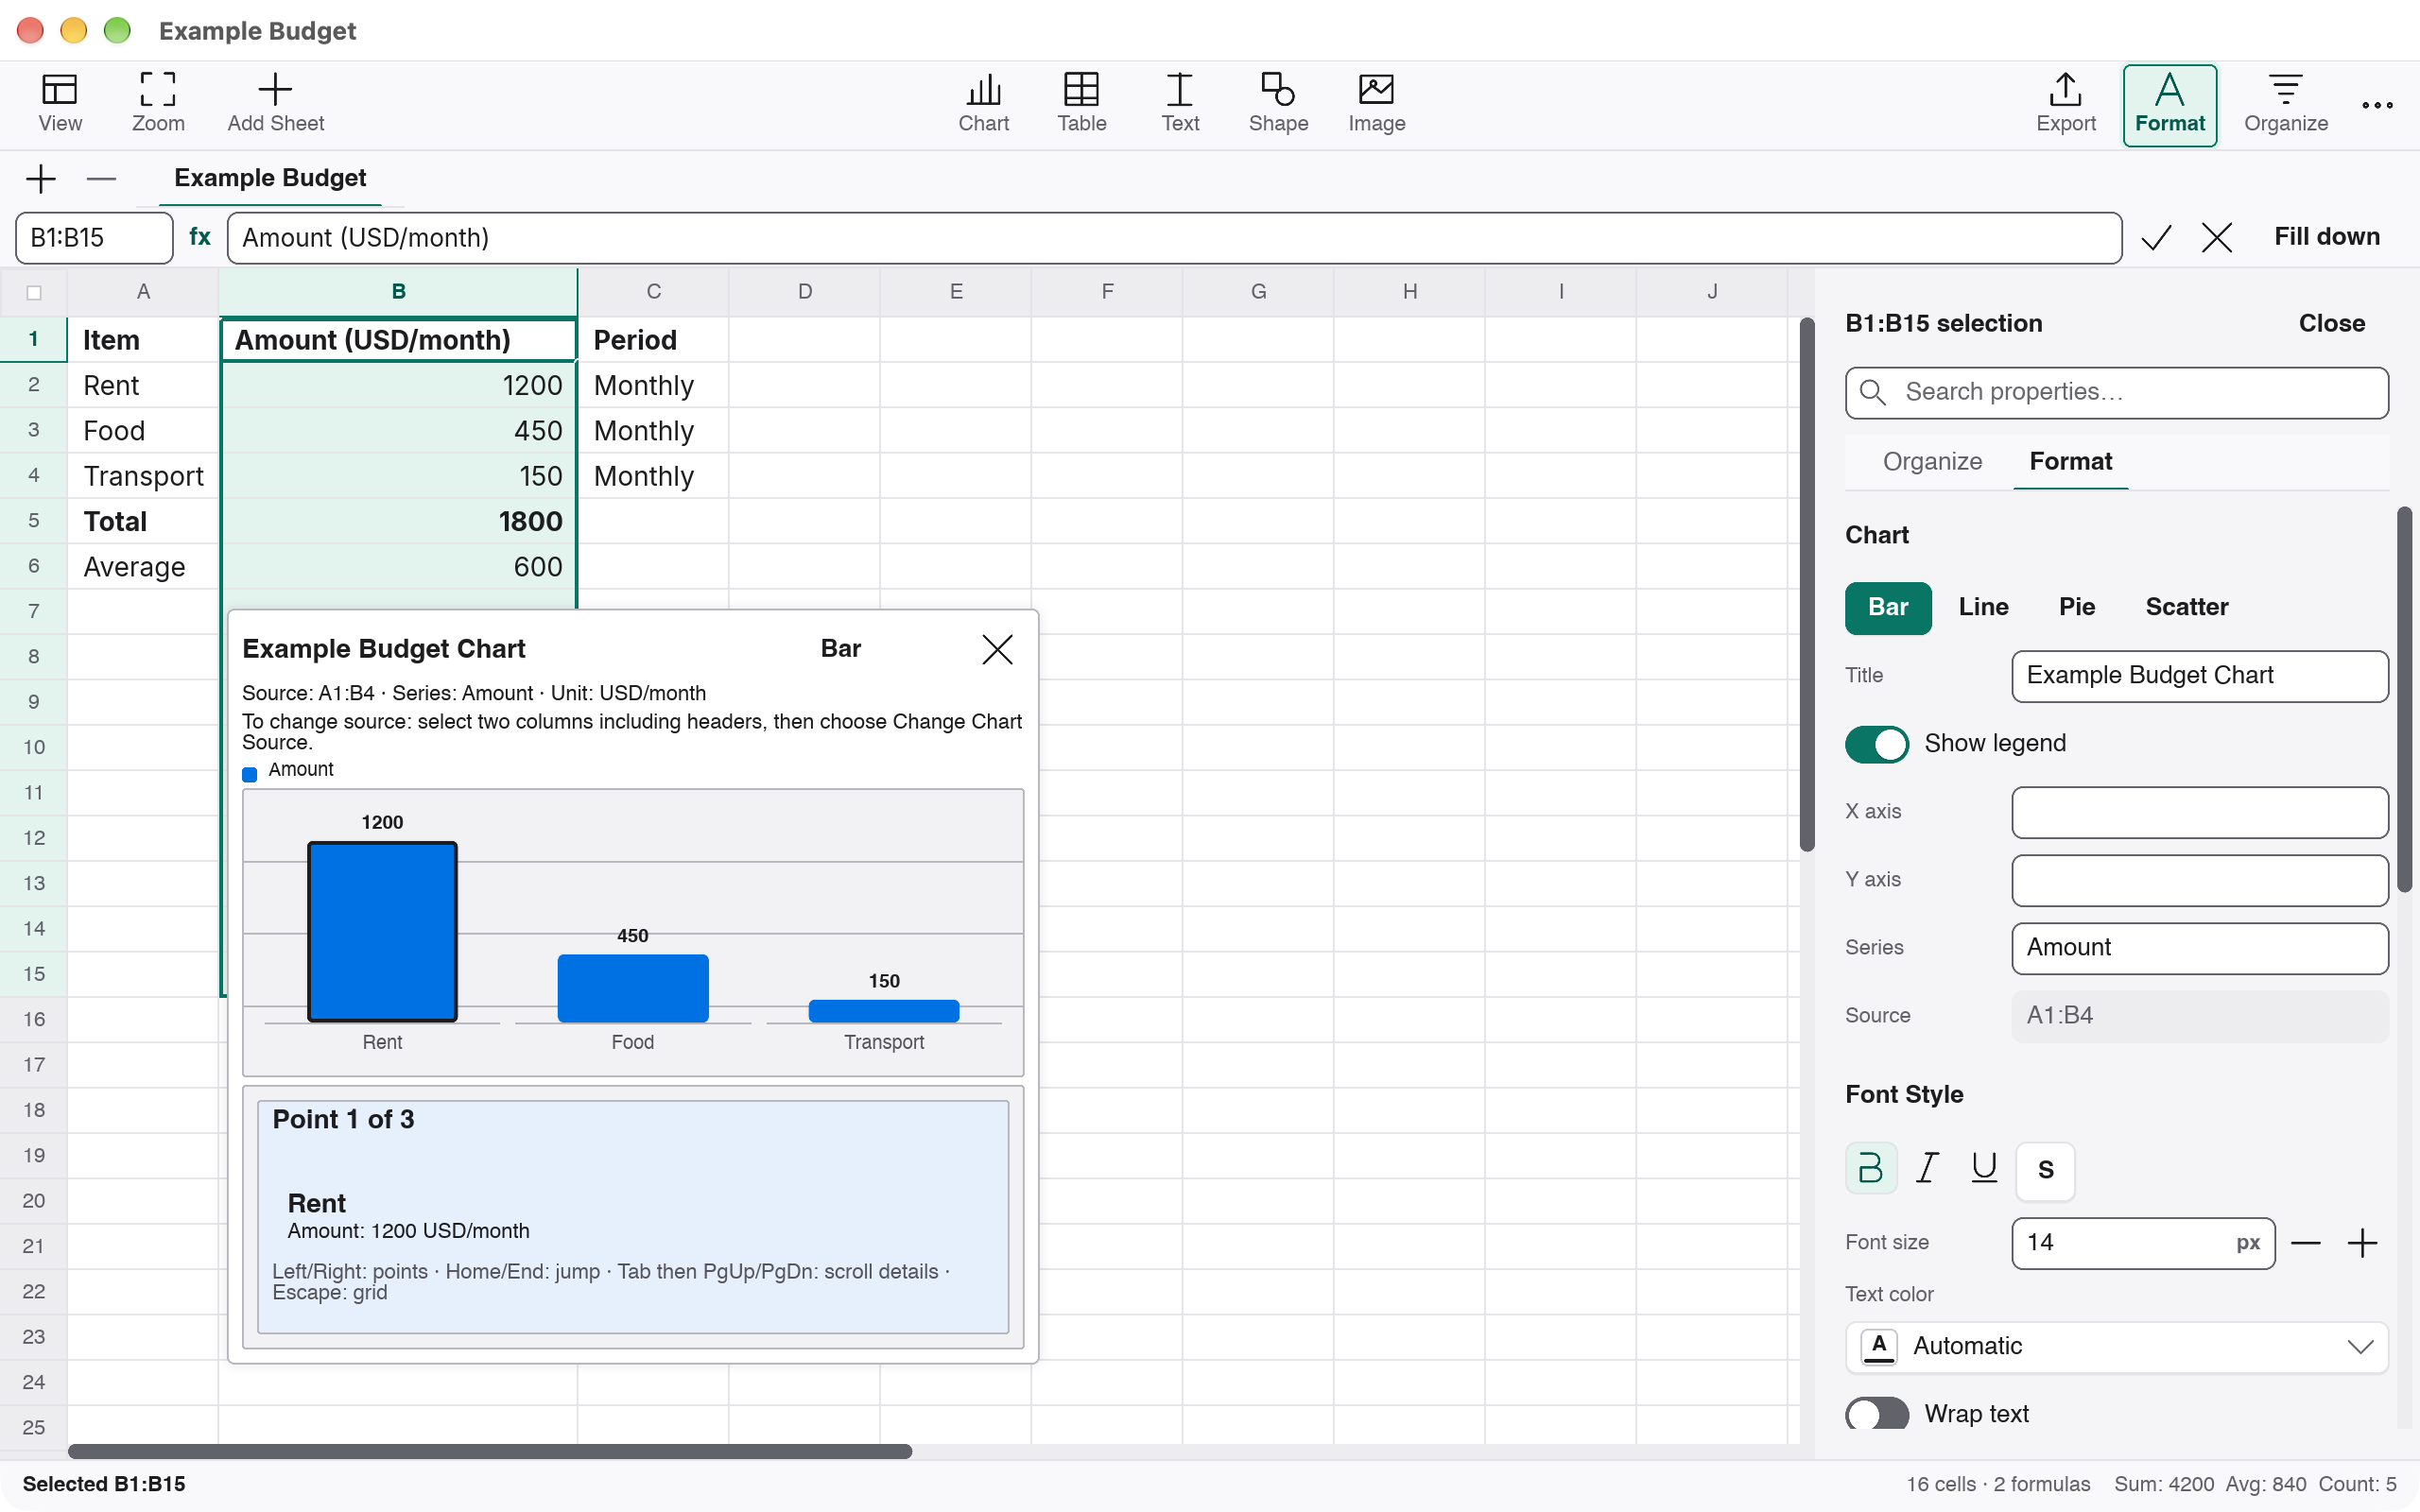 Example Budget
View
Zoom
Add Sheet
Chart
Table
Text
Shape
Image
Export
Format
Organize
Example Budget
B1:B15
fx
Amount (USD/month)
Fill down
A B C D E F G H I J
1 Item Amount (USD/month) Period
2 Rent 1200 Monthly
3 Food 450 Monthly
4 Transport 150 Monthly
5 Total 1800
6 Average 600
7
8
9
10
11
12
13
14
15
16
17
18
19
20
21
22
23
24
25
Example Budget Chart Bar
Source: A1:B4 · Series: Amount · Unit: USD/month
To change source: select two columns including headers, then choose Change Chart
Source.
Amount
1200
450
150
Rent Food Transport
Point 1 of 3
Rent
Amount: 1200 USD/month
Left/Right: points · Home/End: jump · Tab then PgUp/PgDn: scroll details ·
Escape: grid
B1:B15 selection Close
Search properties…
Organize Format
Chart
Bar Line Pie Scatter
Title Example Budget Chart
Show legend
X axis
Y axis
Series Amount
Source A1:B4
Font Style
B I U S
Font size 14 px
Text color
A Automatic
Wrap text
Selected B1:B15
16 cells · 2 formulas Sum: 4200 Avg: 840 Count: 5